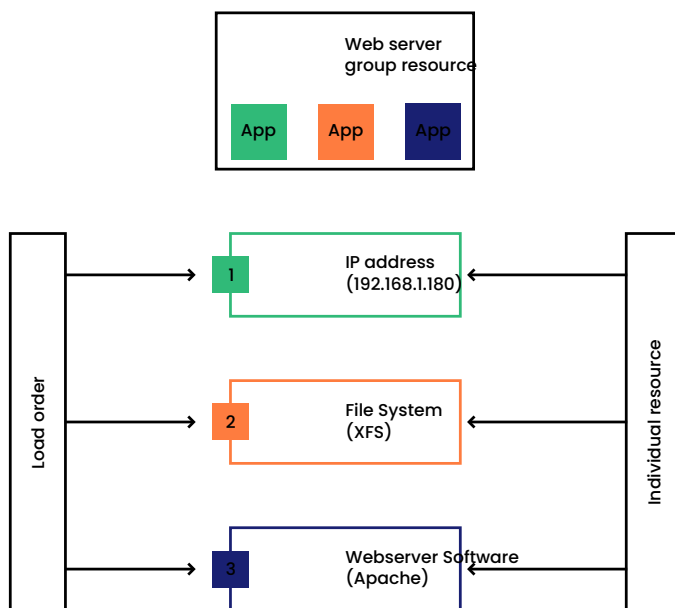 Web server
group resource
App App App
1
IP address
(192.168.1.180)
2
File System
(XFS)
3
Webserver Software
(Apache)
Load order
Individual resource